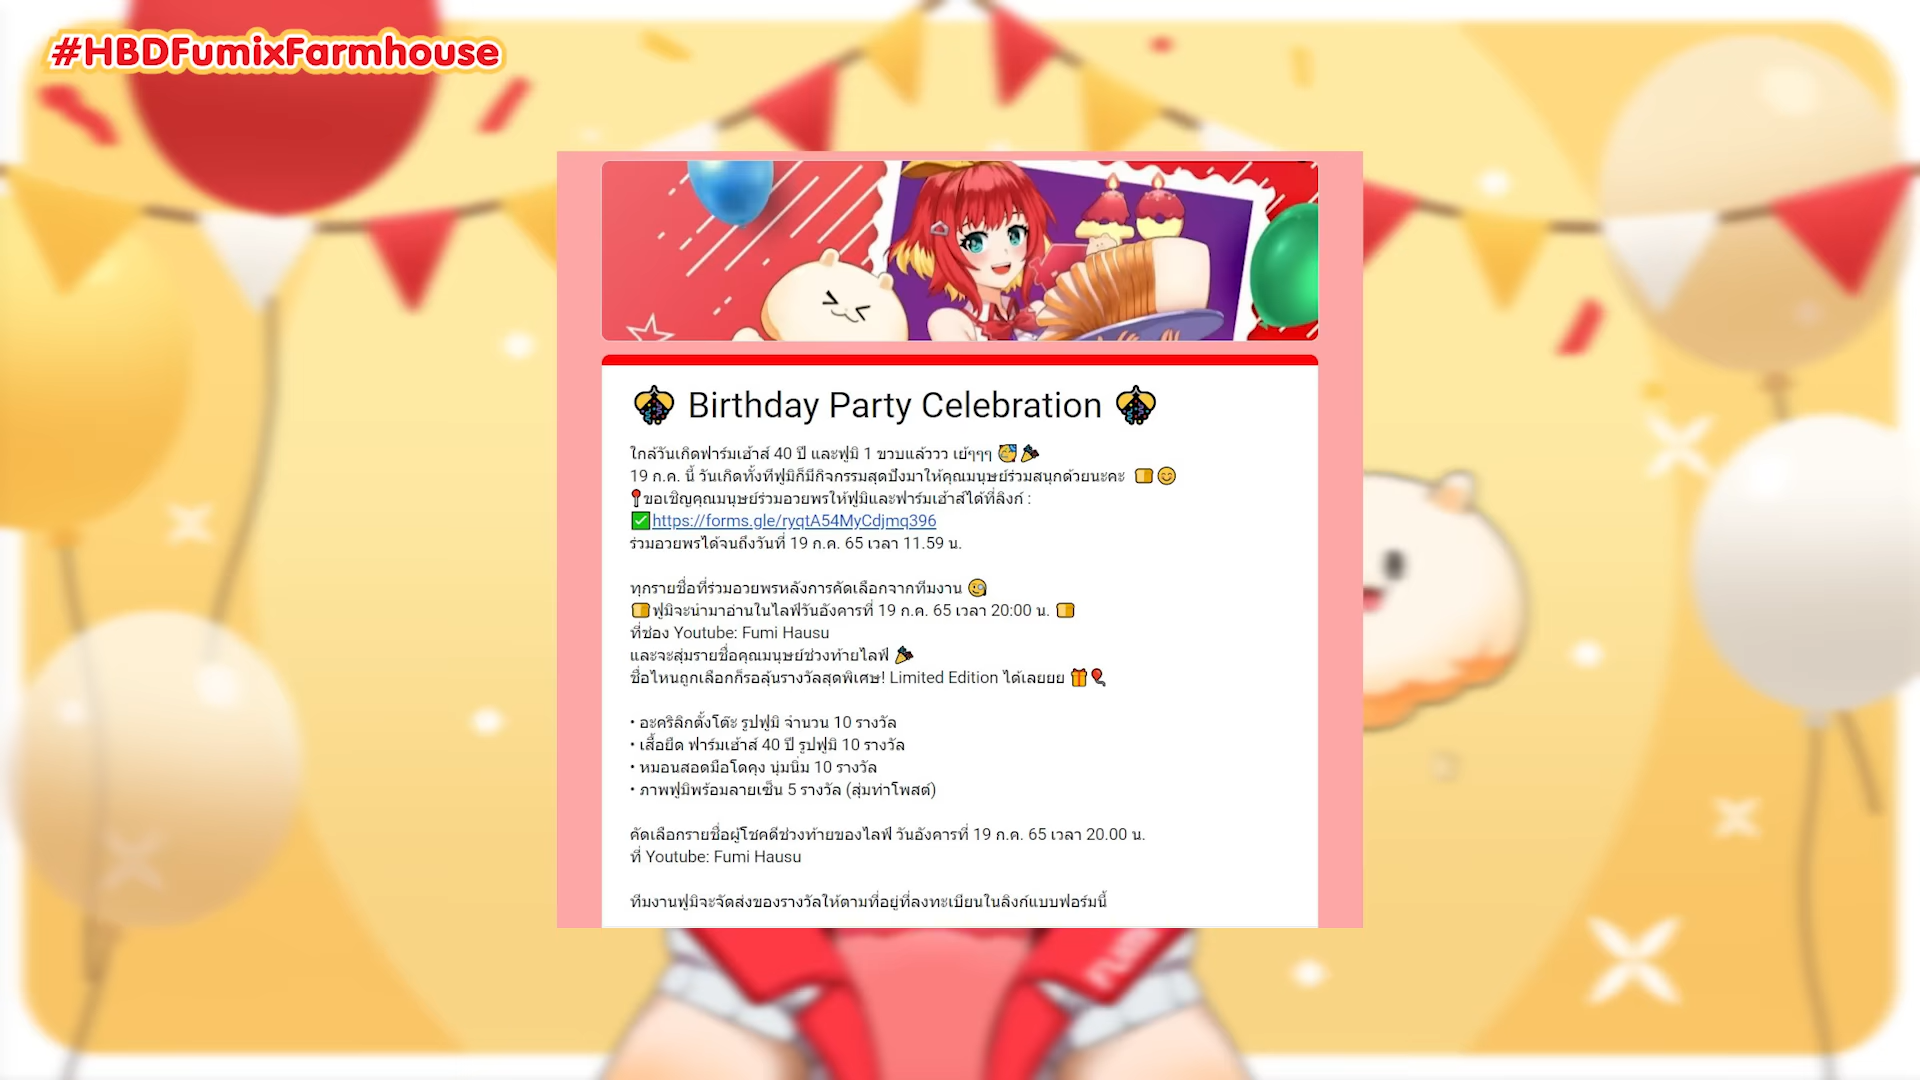 #HBDFumixFarmhouse
Birthday Party Celebration
ใกล้วันเกิดฟาร์มเฮ้าส์ 40 ปี และฟูมิ 1 ขวบแล้ววว เย้ๆๆๆ 🥳 🎉
19 ก.ค. นี้ วันเกิดทั้งทีฟูมิก็มีกิจกรรมสุดปังมาให้คุณมนุษย์ร่วมสนุกด้วยนะคะ 🍞 😊
📍ขอเชิญคุณมนุษย์ร่วมอวยพรให้ฟูมิและฟาร์มเฮ้าส์ได้ที่ลิงก์ :
✅https://forms.gle/ryqtA54MyCdjmq396
ร่วมอวยพรได้จนถึงวันที่ 19 ก.ค. 65 เวลา 11.59 น.
ทุกรายชื่อที่ร่วมอวยพรหลังการคัดเลือกจากทีมงาน 🧐
🍞ฟูมิจะนำมาอ่านในไลฟ์วันอังคารที่ 19 ก.ค. 65 เวลา 20:00 น. 🍞
ที่ช่อง Youtube: Fumi Hausu
และจะสุ่มรายชื่อคุณมนุษย์ช่วงท้ายไลฟ์ 🎉
ชื่อไหนถูกเลือกก็รอลุ้นรางวัลสุดพิเศษ! Limited Edition ได้เลยยย 🎁🎈
• อะคริลิกตั้งโต๊ะ รูปฟูมิ จำนวน 10 รางวัล
• เสื้อยืด ฟาร์มเฮ้าส์ 40 ปี รูปฟูมิ 10 รางวัล
• หมอนสอดมือโดคุง นุ่มนิ่ม 10 รางวัล
• ภาพฟูมิพร้อมลายเซ็น 5 รางวัล (สุ่มท่าโพสต์)
คัดเลือกรายชื่อผู้โชคดีช่วงท้ายของไลฟ์ วันอังคารที่ 19 ก.ค. 65 เวลา 20.00 น.
ที่ Youtube: Fumi Hausu
ทีมงานฟูมิจะจัดส่งของรางวัลให้ตามที่อยู่ที่ลงทะเบียนในลิงก์แบบฟอร์มนี้